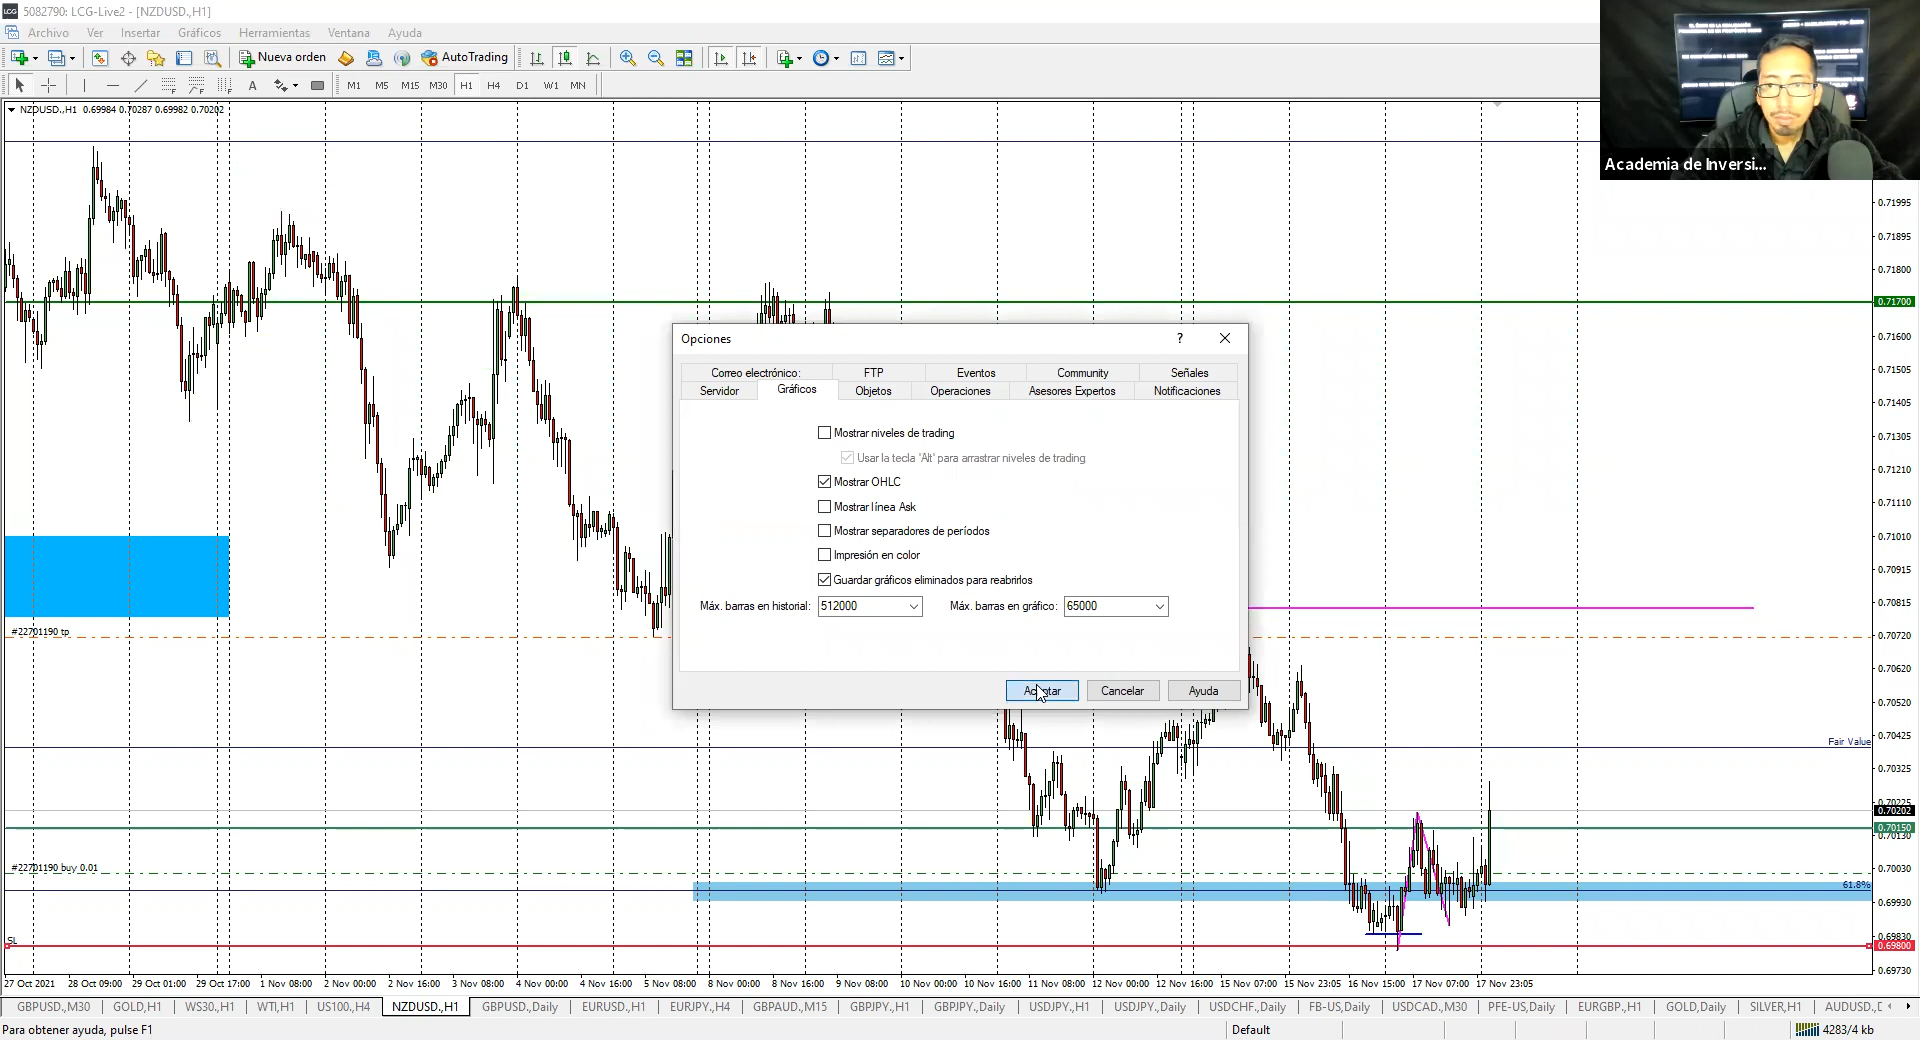 5082790: LCG-Live2 - [NZDUSD.,H1]
Archivo Ver Insertar Gráficos Herramientas Ventana Ayuda
Nueva orden AutoTrading
A M1 M5 M15 M30 H1 H4 D1 W1 MN
NZDUSD.,H1 0.69984 0.70287 0.69982 0.70202
Academia de Inversi...
0.71995
0.71895
0.71800
0.71700
0.71600
0.71505
0.71405
0.71305
0.71210
0.71110
0.71010
0.70915
0.70815
0.70720
0.70620
0.70520
0.70425
0.70325
0.70225
0.70202
0.70150
0.70130
0.70030
0.69930
0.69830
0.69800
0.69730
Opciones
Correo electrónico: FTP Eventos Community Señales
Servidor Gráficos Objetos Operaciones Asesores Expertos Notificaciones
Mostrar niveles de trading
Usar la tecla 'Alt' para arrastrar niveles de trading
Mostrar OHLC
Mostrar línea Ask
Mostrar separadores de períodos
Impresión en color
Guardar gráficos eliminados para reabrirlos
Máx. barras en historial: 512000 Máx. barras en gráfico: 65000
Aceptar Cancelar Ayuda
#22701190 tp
Fair Value
#22701190 buy 0.01
61.8%
SL
27 Oct 2021 28 Oct 09:00 29 Oct 01:00 29 Oct 17:00 1 Nov 08:00 2 Nov 00:00 2 Nov 16:00 3 Nov 08:00 4 Nov 00:00 4 Nov 16:00 5 Nov 08:00 8 Nov 00:00 8 Nov 16:00 9 Nov 08:00 10 Nov 00:00 10 Nov 16:00 11 Nov 08:00 12 Nov 00:00 12 Nov 16:00 15 Nov 07:00 15 Nov 23:05 16 Nov 15:00 17 Nov 07:00 17 Nov 23:05
GBPUSD.,M30 GOLD,H1 WS30.,H1 WTI,H1 US100.,H4 NZDUSD.,H1 GBPUSD.,Daily EURUSD.,H1 EURJPY.,H4 GBPAUD.,M15 GBPJPY.,H1 GBPJPY.,Daily USDJPY.,H1 USDJPY.,Daily USDCHF.,Daily FB-US,Daily USDCAD.,M30 PFE-US,Daily EURGBP.,H1 GOLD,Daily SILVER,H1 AUDUSD.,D
Para obtener ayuda, pulse F1 Default 4283/4 kb